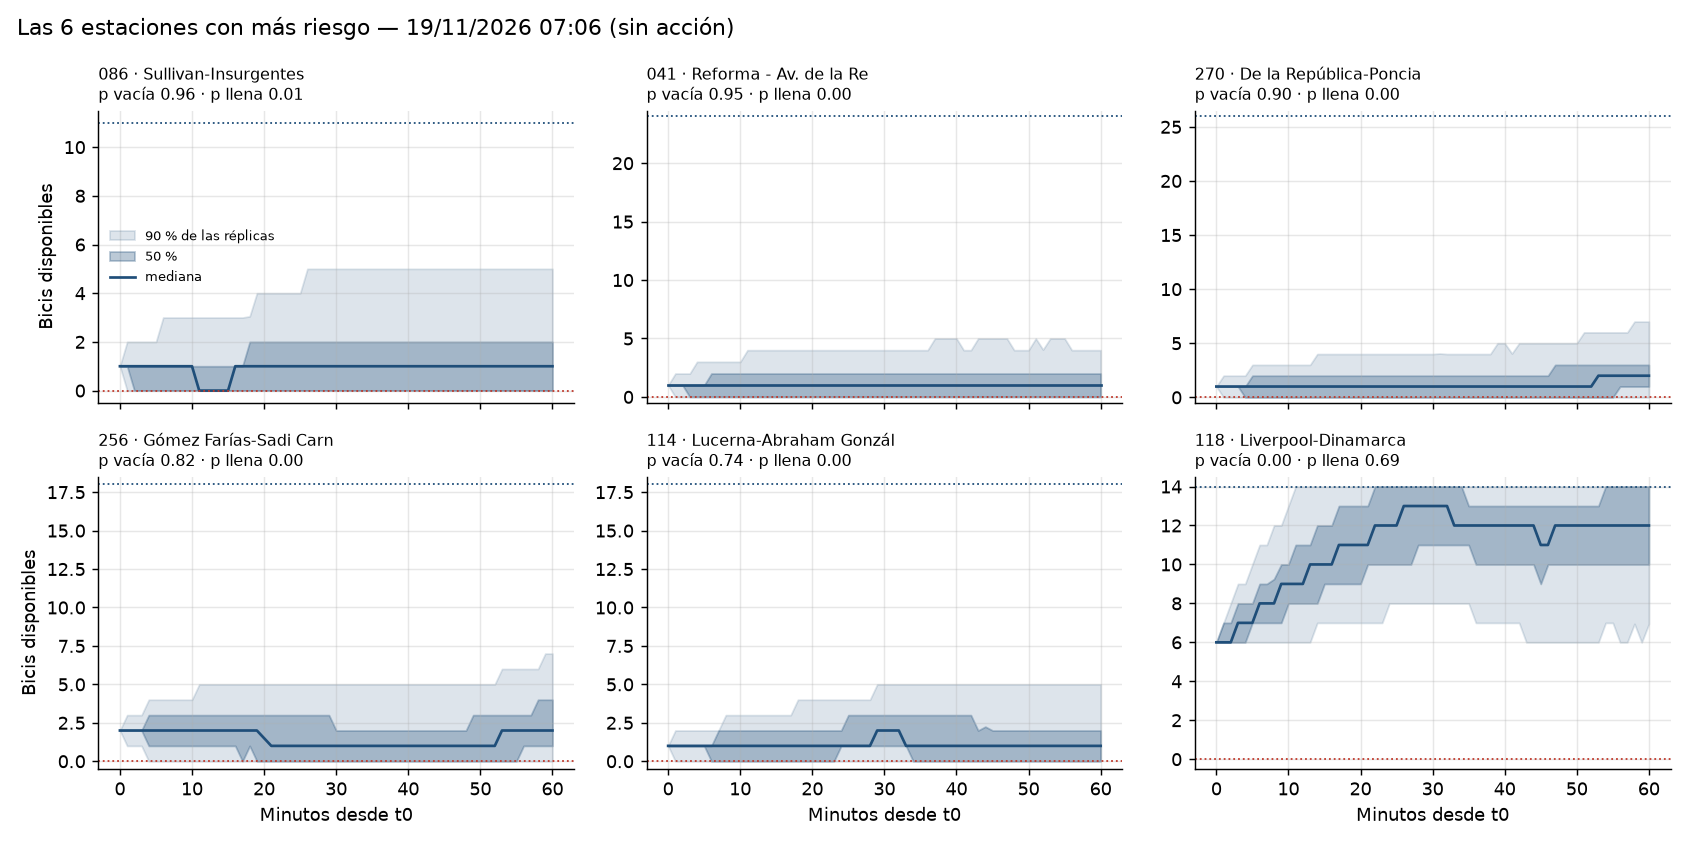 Las 6 estaciones con más riesgo — 19/11/2026 07:06 (sin acción)
086 · Sullivan-Insurgentes
p vacía 0.96 · p llena 0.01
10
8
6
4
2
0
Bicis disponibles
90 % de las réplicas
50 %
mediana
041 · Reforma - Av. de la Re
p vacía 0.95 · p llena 0.00
20
15
10
5
0
270 · De la República-Poncia
p vacía 0.90 · p llena 0.00
25
20
15
10
5
0
256 · Gómez Farías-Sadi Carn
p vacía 0.82 · p llena 0.00
17.5
15.0
12.5
10.0
7.5
5.0
2.5
0.0
Bicis disponibles
0 10 20 30 40 50 60
Minutos desde t0
114 · Lucerna-Abraham Gonzál
p vacía 0.74 · p llena 0.00
17.5
15.0
12.5
10.0
7.5
5.0
2.5
0.0
0 10 20 30 40 50 60
Minutos desde t0
118 · Liverpool-Dinamarca
p vacía 0.00 · p llena 0.69
14
12
10
8
6
4
2
0
0 10 20 30 40 50 60
Minutos desde t0